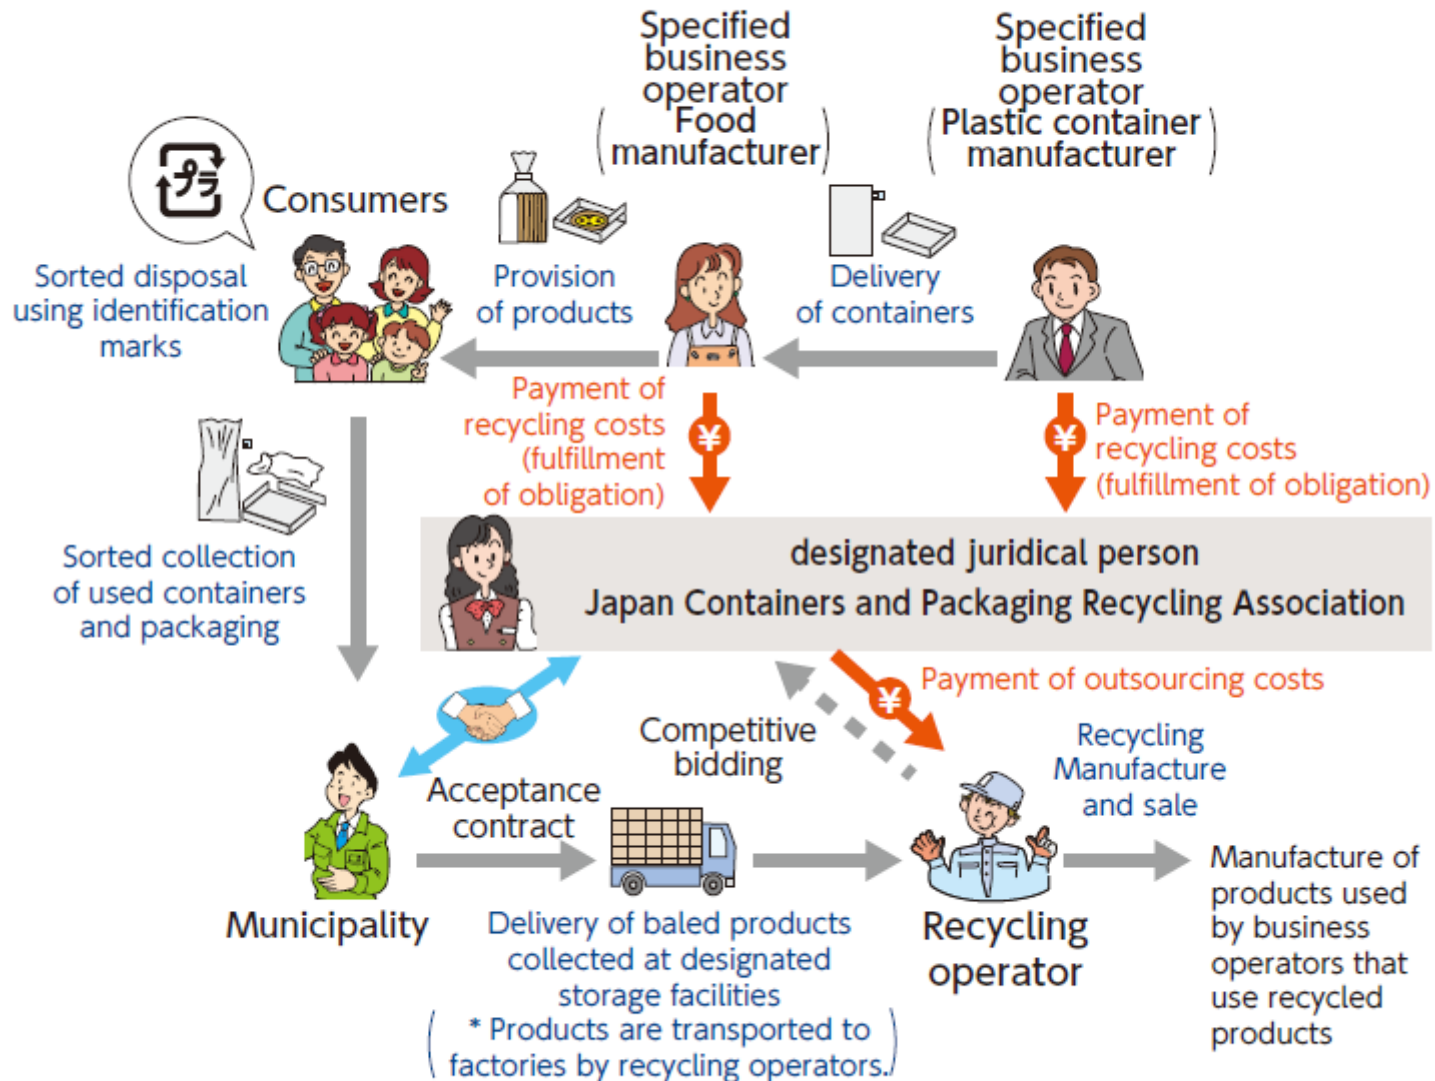 Specified
business
operator
(Food
manufacturer)
Specified
business
operator
(Plastic container
manufacturer)
プラ
Consumers
Sorted disposal
using identification
marks
Provision
of products
Delivery
of containers
Payment of
recycling costs
(fulfillment
of obligation)
¥
¥
Payment of
recycling costs
(fulfillment of obligation)
Sorted collection
of used containers
and packaging
designated juridical person
Japan Containers and Packaging Recycling Association
¥
Payment of outsourcing costs
Competitive
bidding
Recycling
Manufacture
and sale
Acceptance
contract
Municipality
Delivery of baled products
collected at designated
storage facilities
(* Products are transported to
factories by recycling operators.)
Recycling
operator
Manufacture of
products used
by business
operators that
use recycled
products